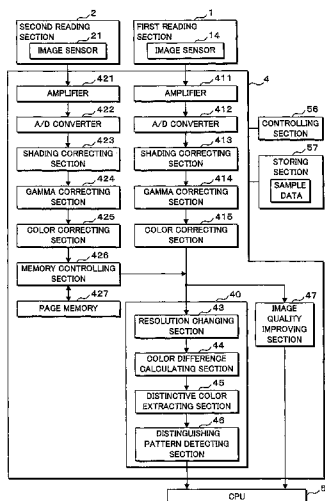 2
SECOND READING
SECTION
21
IMAGE SENSOR
1
FIRST READING
SECTION
14
IMAGE SENSOR
4
421
AMPLIFIER
411
AMPLIFIER
422
A/D CONVERTER
412
A/D CONVERTER
56
CONTROLLING
SECTION
423
SHADING CORRECTING
SECTION
413
SHADING CORRECTING
SECTION
57
STORING
SECTION
SAMPLE
DATA
424
GAMMA CORRECTING
SECTION
414
GAMMA CORRECTING
SECTION
425
COLOR CORRECTING
SECTION
415
COLOR CORRECTING
SECTION
426
MEMORY CONTROLLING
SECTION
427
PAGE MEMORY
40
43
RESOLUTION CHANGING
SECTION
47
IMAGE
QUALITY
IMPROVING
SECTION
44
COLOR DIFFERENCE
CALCULATING SECTION
45
DISTINCTIVE COLOR
EXTRACTING SECTION
46
DISTINGUISHING
PATTERN DETECTING
SECTION
CPU